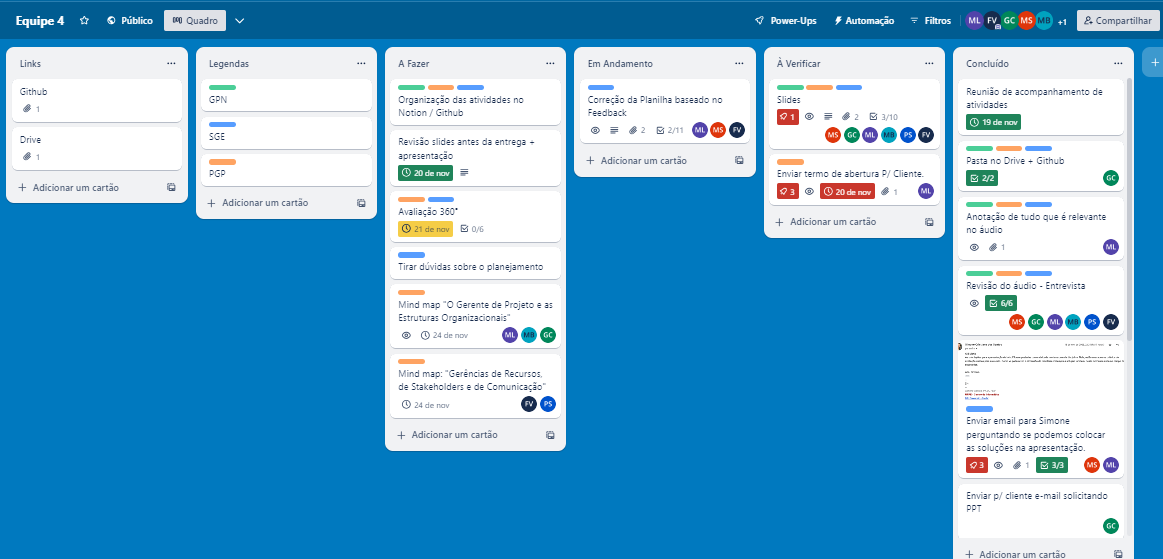 Equipe 4
Público
Quadro
Power-Ups
Automação
Filtros
ML FV GC MS MB +1
Compartilhar
Links
Github
1
Drive
1
+ Adicionar um cartão
Legendas
GPN
SGE
PGP
+ Adicionar um cartão
A Fazer
Organização das atividades no
Notion / Github
Revisão slides antes da entrega +
apresentação
20 de nov
Avaliação 360°
21 de nov
0/6
Tirar dúvidas sobre o planejamento
Mind map "O Gerente de Projeto e as
Estruturas Organizacionais"
24 de nov
ML MB GC
Mind map: "Gerências de Recursos,
de Stakeholders e de Comunicação"
24 de nov
FV PS
+ Adicionar um cartão
Em Andamento
Correção da Planilha baseado no
Feedback
2
2/11
ML MS FV
+ Adicionar um cartão
À Verificar
Slides
1
2
3/10
MS GC ML MB PS FV
Enviar termo de abertura P/ Cliente.
3
20 de nov
1
ML
+ Adicionar um cartão
Concluído
Reunião de acompanhamento de
atividades
19 de nov
Pasta no Drive + Github
2/2
GC
Anotação de tudo que é relevante
no áudio
1
ML
Revisão do áudio - Entrevista
6/6
MS GC ML MB PS FV
Enviar email para Simone
perguntando se podemos colocar
as soluções na apresentação.
3
1
3/3
MS ML
Enviar p/ cliente e-mail solicitando
PPT
GC
+ Adicionar um cartão